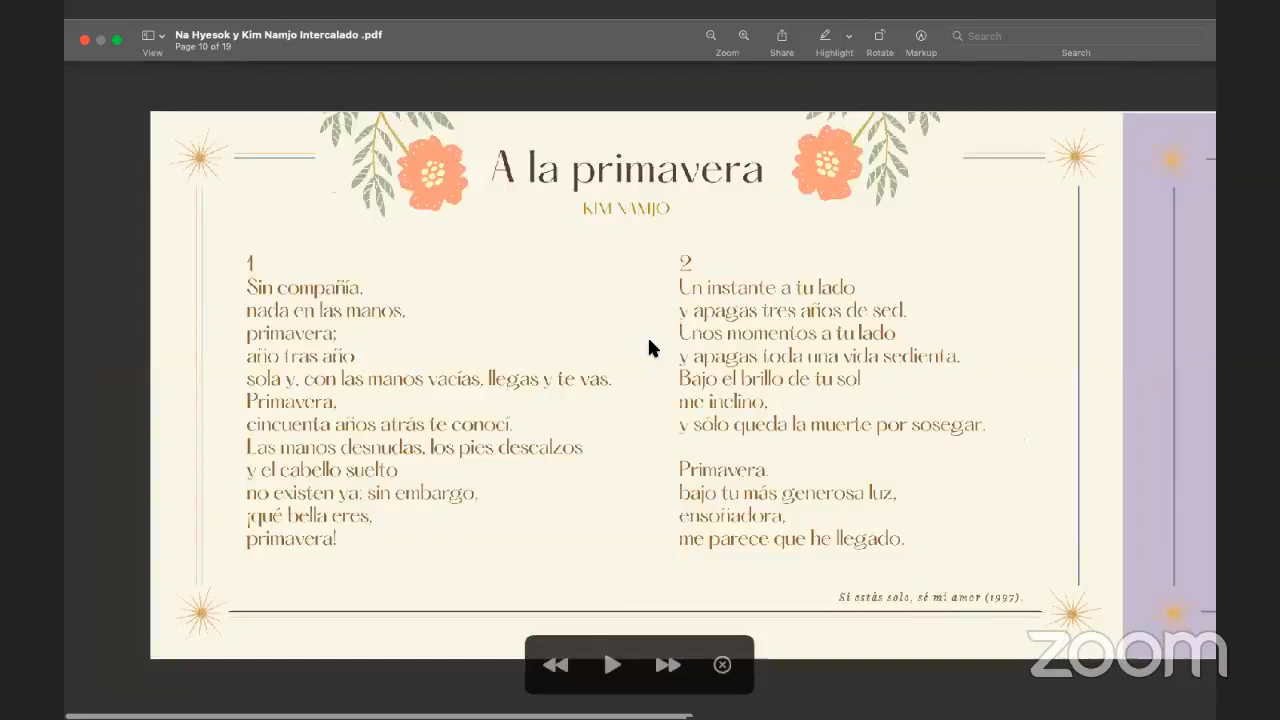 Na Hyesok y Kim Namjo Intercalado .pdf
Page 10 of 19
View
Zoom
Share
Highlight
Rotate
Markup
Search
Search
A la primavera
KIM NAMJO
1
Sin compañía,
nada en las manos,
primavera;
año tras año
sola y, con las manos vacías, llegas y te vas.
Primavera,
cincuenta años atrás te conocí.
Las manos desnudas, los pies descalzos
y el cabello suelto
no existen ya; sin embargo,
¡qué bella eres,
primavera!
2
Un instante a tu lado
y apagas tres años de sed.
Unos momentos a tu lado
y apagas toda una vida sedienta.
Bajo el brillo de tu sol
me inclino,
y sólo queda la muerte por sosegar.
Primavera,
bajo tu más generosa luz,
ensoñadora,
me parece que he llegado.
Si estás solo, sé mi amor (1997).
zoom